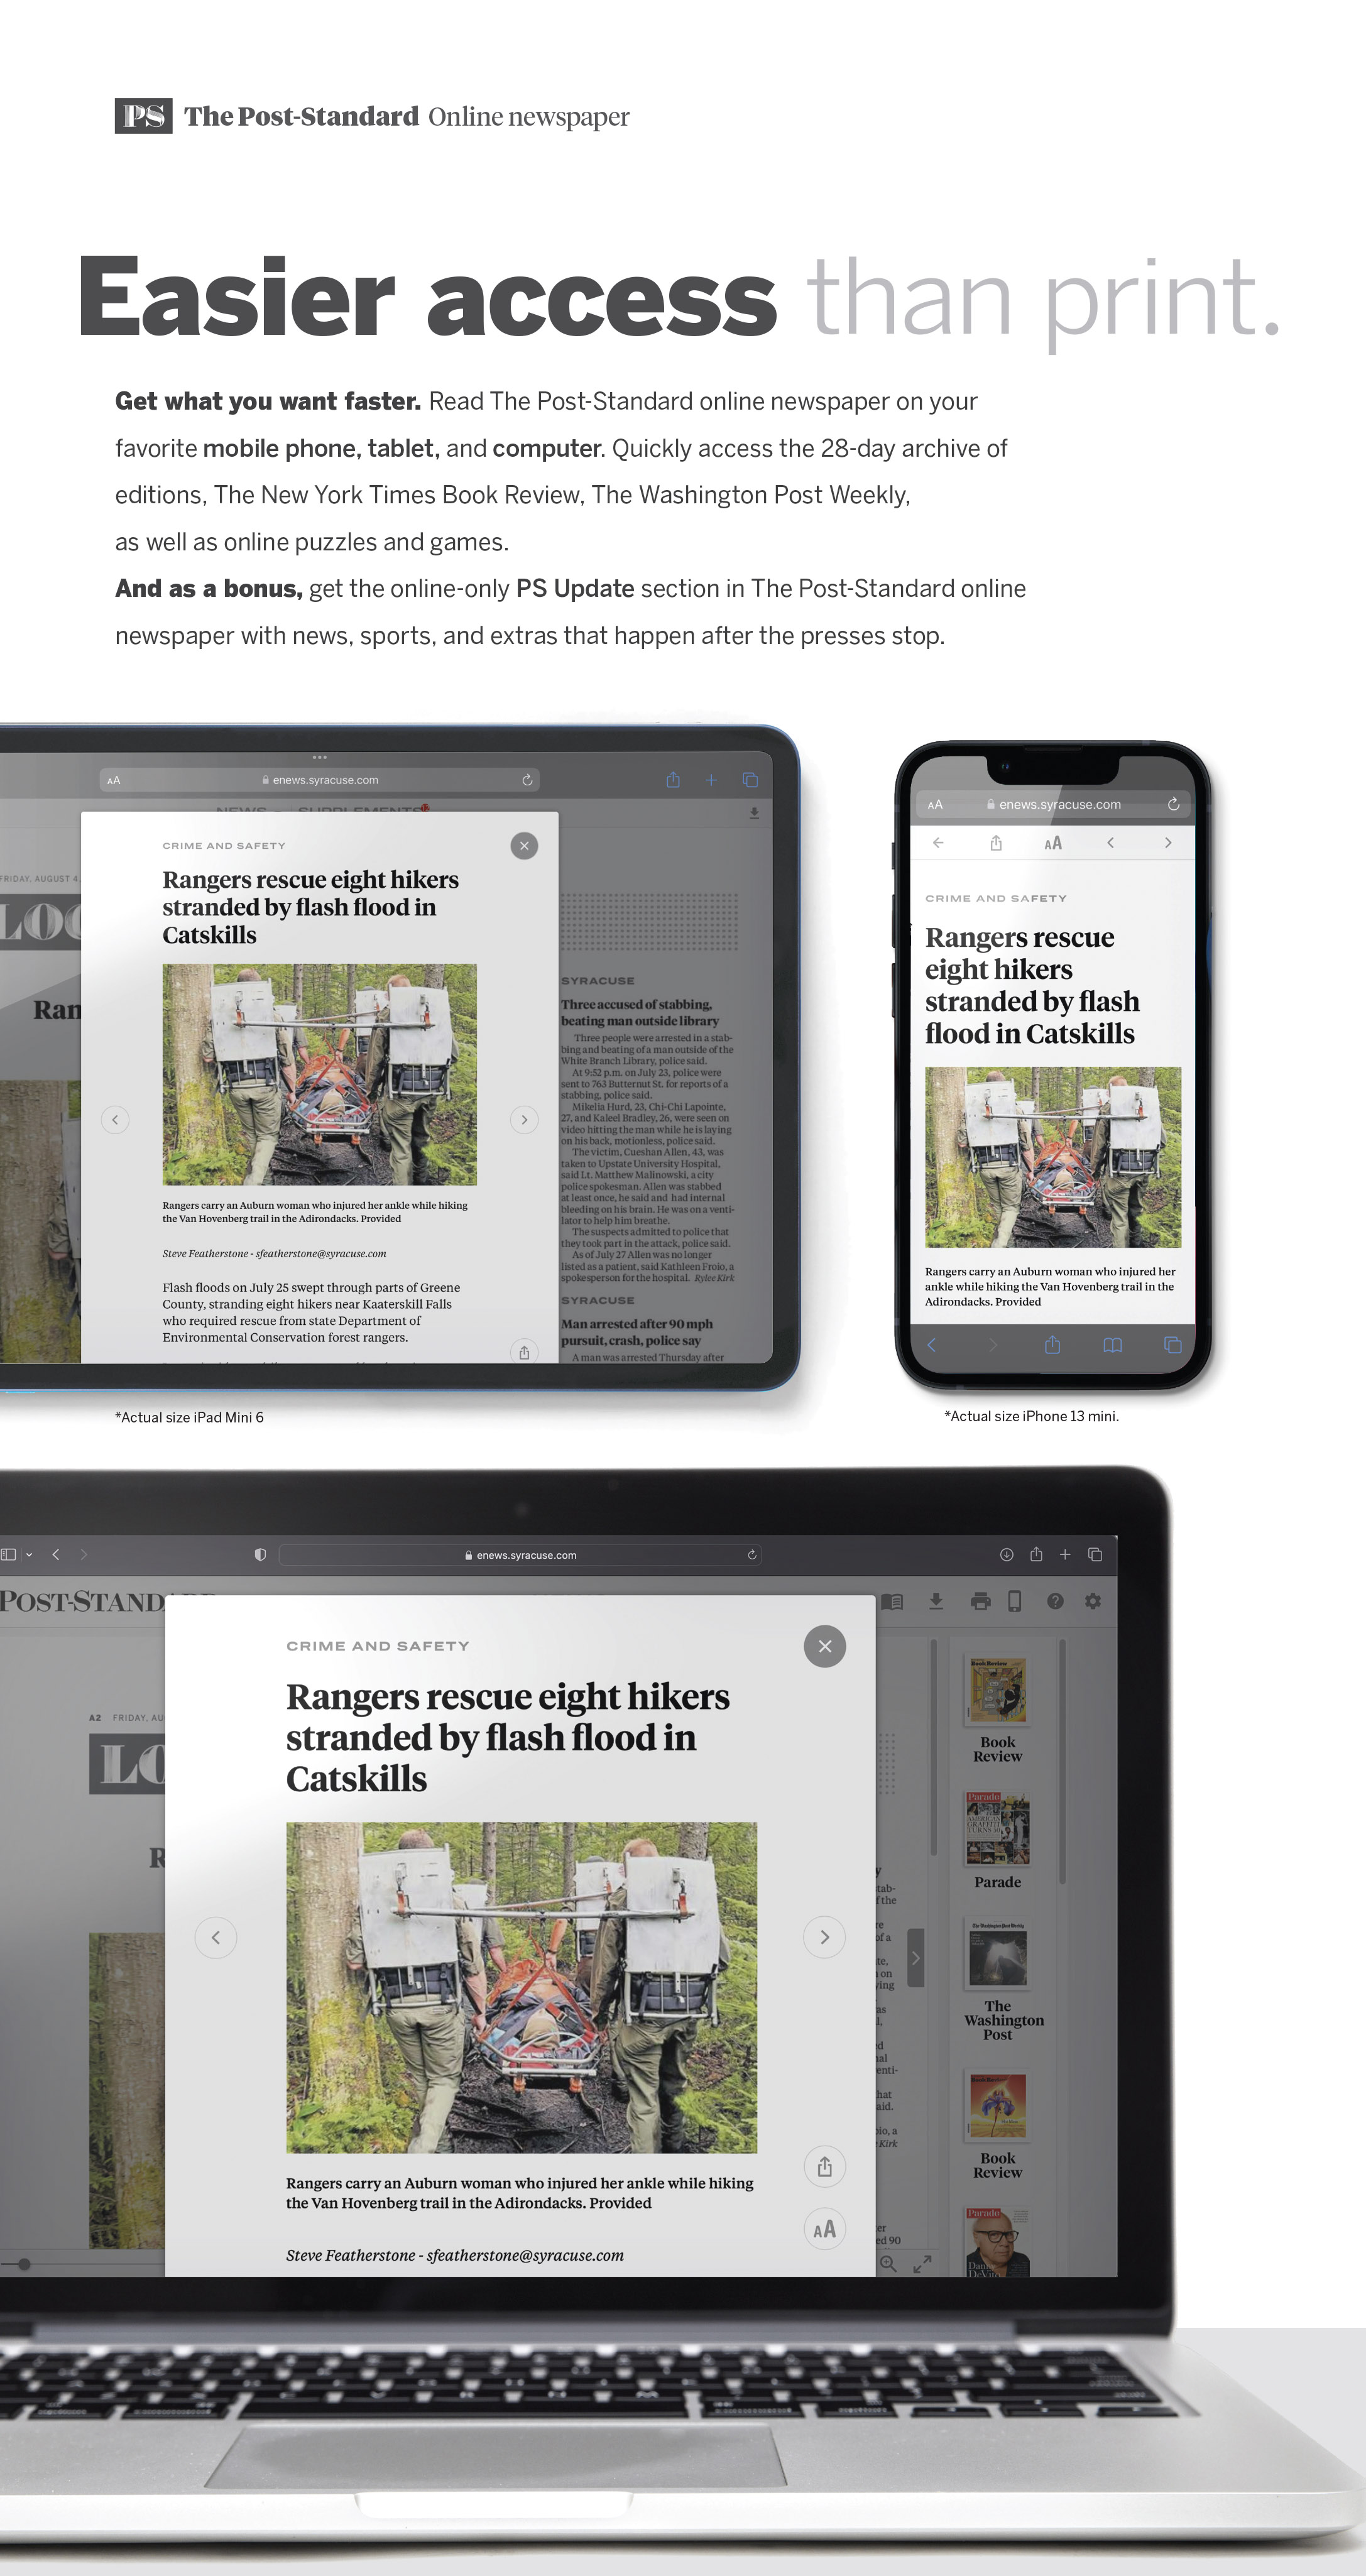 PS The Post-Standard Online newspaper
Easier access than print.
Get what you want faster. Read The Post-Standard online newspaper on your
favorite mobile phone, tablet, and computer. Quickly access the 28-day archive of
editions, The New York Times Book Review, The Washington Post Weekly,
as well as online puzzles and games.
And as a bonus, get the online-only PS Update section in The Post-Standard online
newspaper with news, sports, and extras that happen after the presses stop.
AA enews.syracuse.com
NEWS SUPPLEMENTS
FRIDAY, AUGUST 4,
LOC
Ran
CRIME AND SAFETY
Rangers rescue eight hikers
stranded by flash flood in
Catskills
Rangers carry an Auburn woman who injured her ankle while hiking
the Van Hovenberg trail in the Adirondacks. Provided
Steve Featherstone - sfeatherstone@syracuse.com
Flash floods on July 25 swept through parts of Greene
County, stranding eight hikers near Kaaterskill Falls
who required rescue from state Department of
Environmental Conservation forest rangers.
SYRACUSE
Three accused of stabbing,
beating man outside library
Three people were arrested in a stab-
bing and beating of a man outside of the
White Branch Library, police said.
At 9:52 p.m. on July 23, police were
sent to 763 Butternut St. for reports of a
stabbing, police said.
Mikelia Hurd, 23, Chi-Chi Lapointe,
27, and Kaleel Bradley, 26, were seen on
video hitting the man while he is laying
on his back, motionless, police said.
The victim, Cueshan Allen, 43, was
taken to Upstate University Hospital,
said Lt. Matthew Malinowski, a city
police spokesman. Allen was stabbed
at least once, he said and had internal
bleeding on his brain. He was on a venti-
lator to help him breathe.
The suspects admitted to police that
they took part in the attack, police said.
As of July 27 Allen was no longer
listed as a patient, said Kathleen Froio, a
spokesperson for the hospital. Rylee Kirk
SYRACUSE
Man arrested after 90 mph
pursuit, crash, police say
A man was arrested Thursday after
*Actual size iPad Mini 6
AA enews.syracuse.com
AA
CRIME AND SAFETY
Rangers rescue
eight hikers
stranded by flash
flood in Catskills
Rangers carry an Auburn woman who injured her
ankle while hiking the Van Hovenberg trail in the
Adirondacks. Provided
*Actual size iPhone 13 mini.
enews.syracuse.com
POST-STANDA
A2 FRIDAY, AU
LO
R
CRIME AND SAFETY
Rangers rescue eight hikers
stranded by flash flood in
Catskills
Rangers carry an Auburn woman who injured her ankle while hiking
the Van Hovenberg trail in the Adirondacks. Provided
Steve Featherstone - sfeatherstone@syracuse.com
AA
Book Review
Book
Review
Parade
AMERICAN
GRAFFITI
TURNS 50
Parade
The Washington Post Weekly
The
Washington
Post
Book
Review
Parade
Danny
DeVito